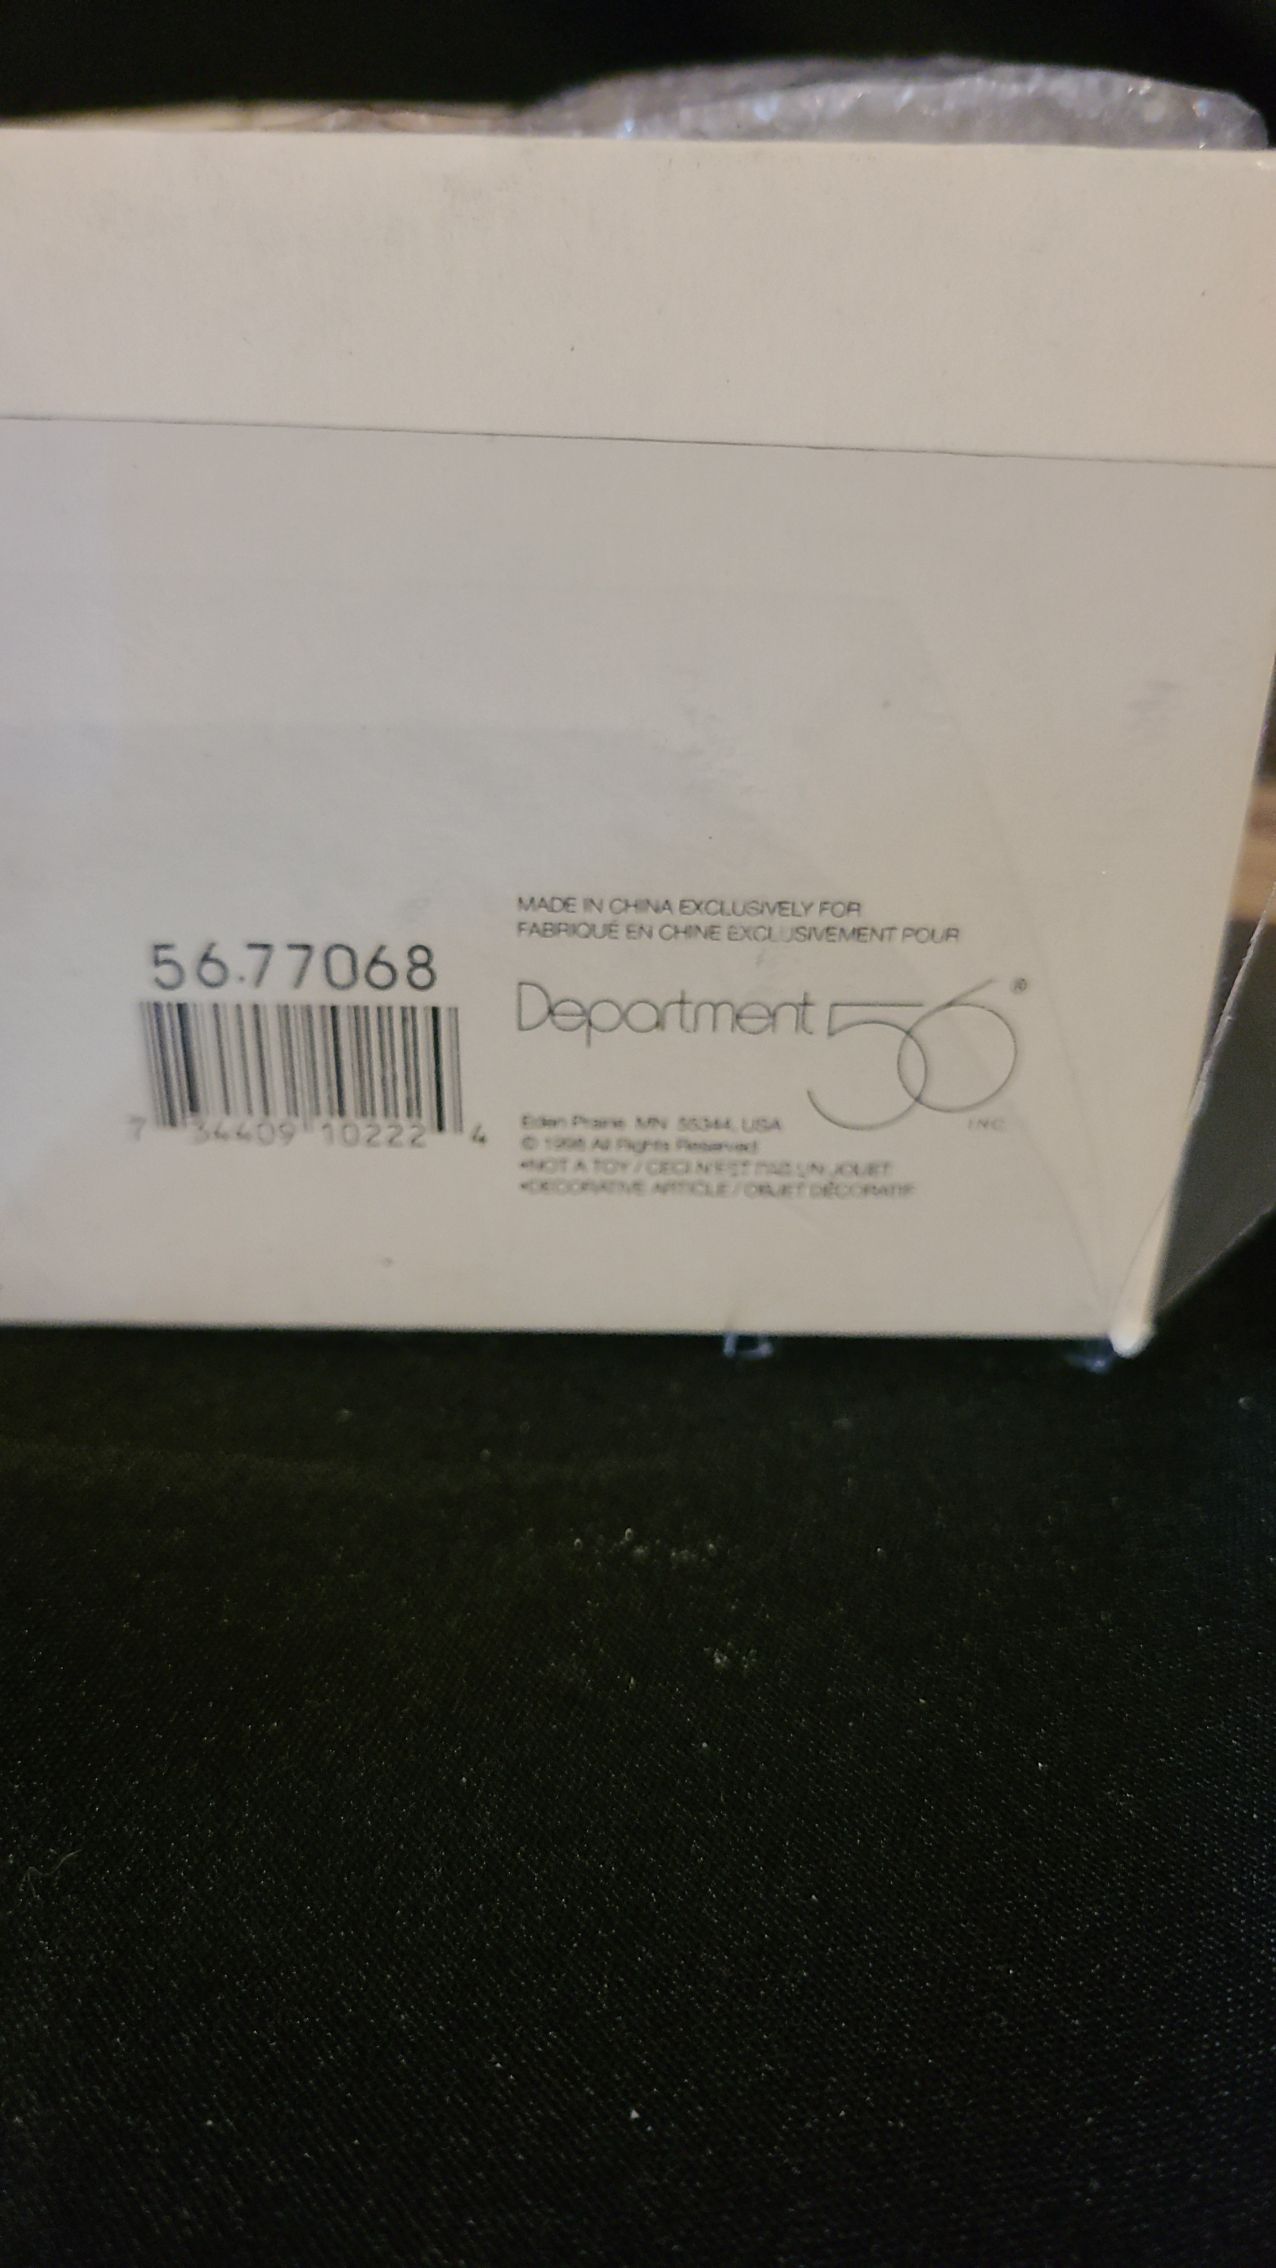 MADE IN CHINA EXCLUSIVELY FOR
FABRIQUÉ EN CHINE EXCLUSIVEMENT POUR
56.77068
Department 56®
INC.
7 34409 10222 4
Eden Prairie, MN 55344, USA
© 1998 All Rights Reserved
•NOT A TOY / CECI N'EST PAS UN JOUET
•DECORATIVE ARTICLE / OBJET DÉCORATIF